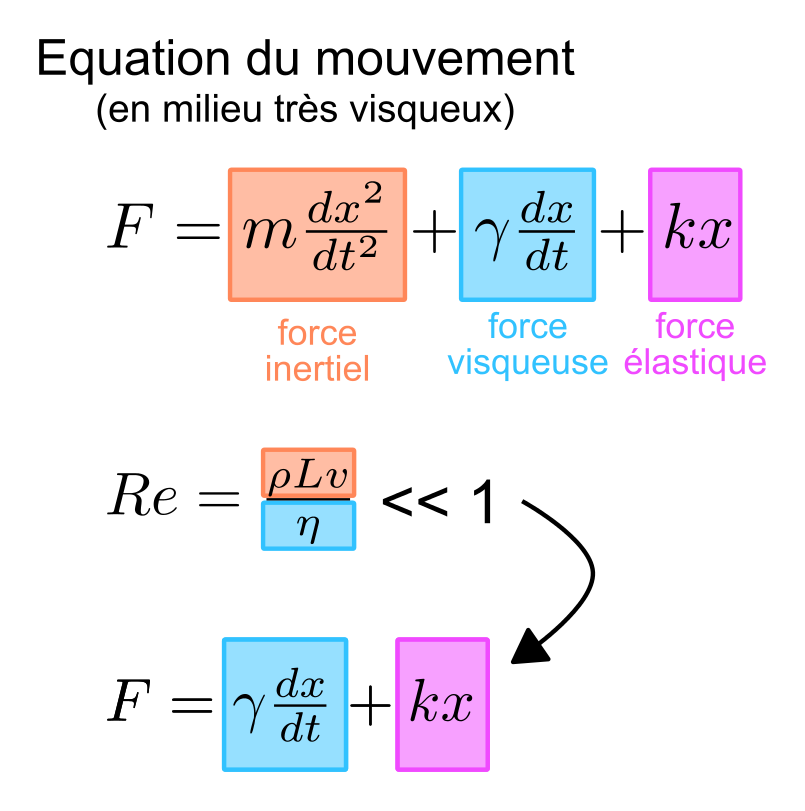 Equation du mouvement
(en milieu très visqueux)
F = m dx²/dt² + γ dx/dt + kx
force inertiel
force visqueuse
force élastique
Re = ρLv/η << 1
F = γ dx/dt + kx